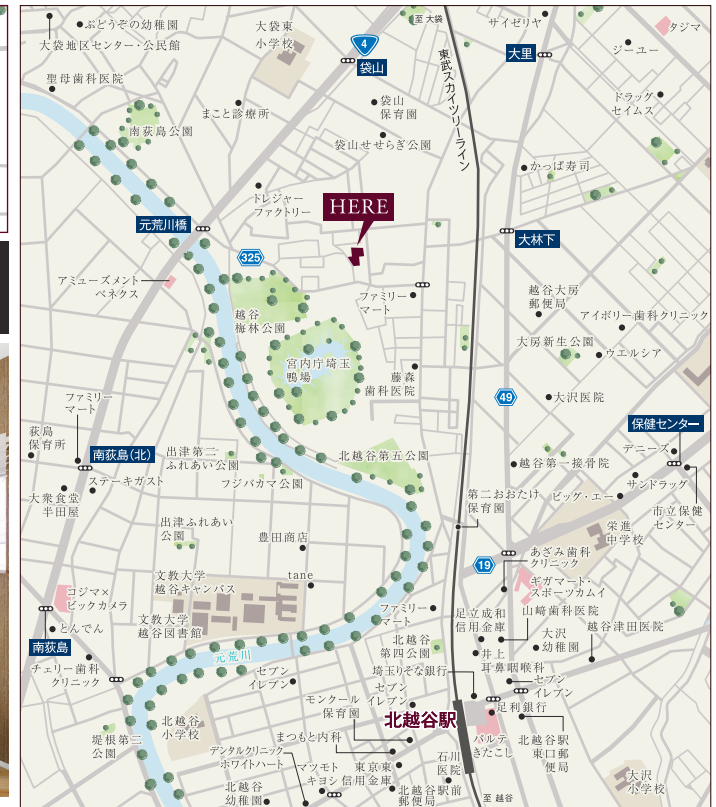 ぶどうぞの幼稚園
大袋地区センター・公民館
大袋東
小学校
4
袋山
至 大袋
サイゼリヤ
タジマ
大里
ジーユー
聖母歯科医院
まこと診療所
袋山
保育園
東武スカイツリーライン
ドラッグ
セイムス
南荻島公園
袋山せせらぎ公園
かっぱ寿司
トレジャー
ファクトリー
HERE
元荒川橋
大林下
325
アミューズメント
ベネクス
ファミリー
マート
越谷大房
郵便局
越谷
梅林公園
アイボリー歯科クリニック
大房新生公園
ウエルシア
宮内庁埼玉
鴨場
藤森
歯科医院
49
大沢医院
ファミリー
マート
保健センター
荻島
保育所
南荻島(北)
出津第二
ふれあい公園
北越谷第五公園
デニーズ
越谷第一接骨院
ステーキガスト
フジバカマ公園
サンドラッグ
大衆食堂
半田屋
第二おおたけ
保育園
ビッグ・エー
市立保健
センター
出津ふれあい
公園
豊田商店
栄進
中学校
あざみ歯科
クリニック
19
文教大学
越谷キャンパス
tane
ギガマート・
スポーツカムイ
コジマ×
ビックカメラ
文教大学
越谷図書館
ファミリー
マート
足立成和
信用金庫
山﨑歯科医院
とんでん
大沢
幼稚園
越谷津田医院
南荻島
北越谷
第四公園
井上
耳鼻咽喉科
元荒川
チェリー歯科
クリニック
セブン
イレブン
埼玉りそな銀行
セブン
イレブン
セブン
イレブン
モンクール
保育園
足利銀行
北越谷駅
北越谷
小学校
堤根第二
公園
まつもと内科
パルテ
きたこし
北越谷駅
東口郵
便局
デンタルクリニック
ホワイトハート
マツモト
キヨシ
東京東
信用金庫
石川
医院
大沢
小学校
北越谷
幼稚園
北越谷駅前
郵便局
至 越谷